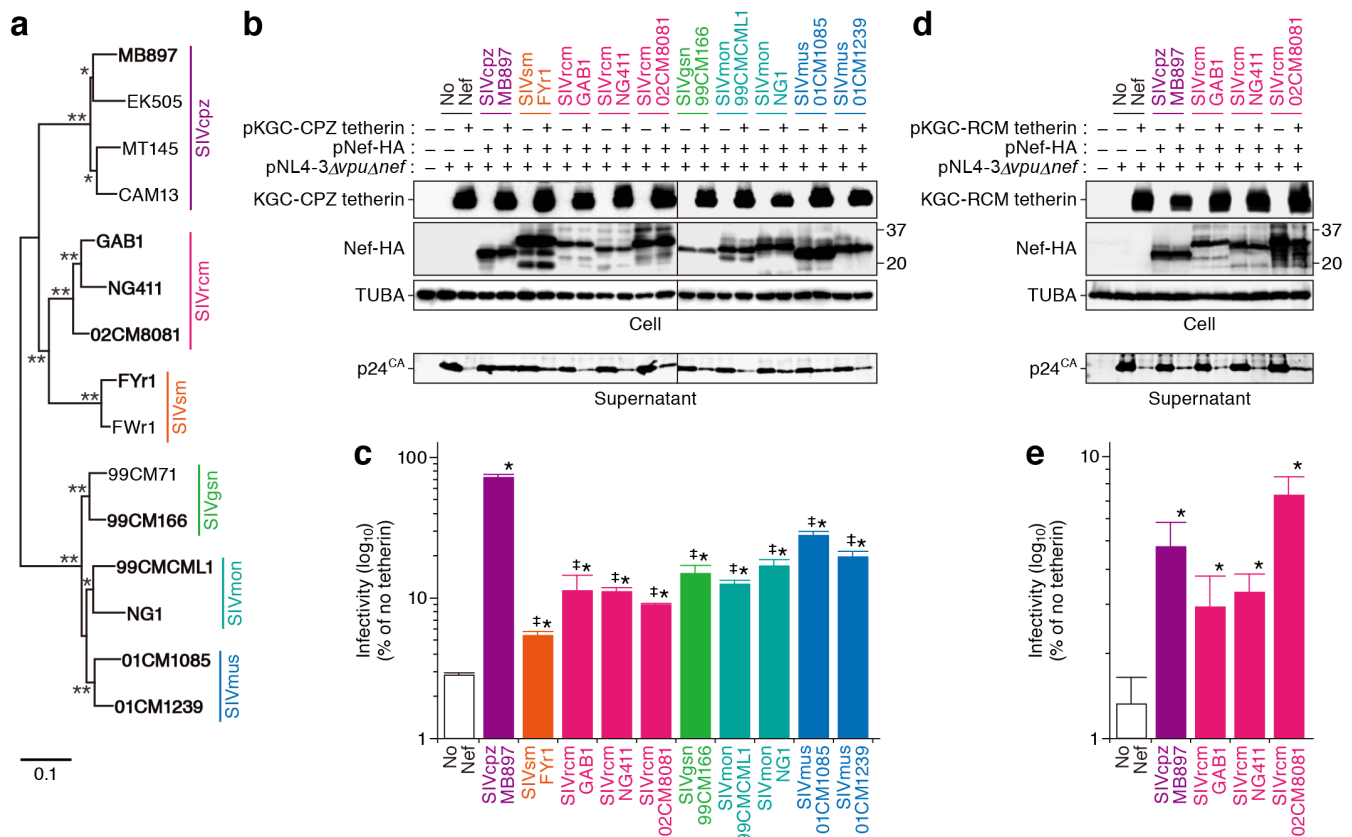 a
MB897
EK505
MT145
CAM13
SIVcpz
GAB1
NG411
02CM8081
SIVrcm
FYr1
FWr1
SIVsm
99CM71
99CM166
SIVgsn
99CMCML1
NG1
SIVmon
01CM1085
01CM1239
SIVmus
*
**
*
**
**
**
**
**
**
*
**
0.1
b
No Nef
SIVcpz MB897
SIVsm FYr1
SIVrcm GAB1
SIVrcm NG411
SIVrcm 02CM8081
SIVgsn 99CM166
SIVmon 99CMCML1
SIVmon NG1
SIVmus 01CM1085
SIVmus 01CM1239
pKGC-CPZ tetherin : – – + – + – + – + – + – + – + – + – + – + – +
pNef-HA : – – – + + + + + + + + + + + + + + + + + + + +
pNL4-3ΔvpuΔnef : – + + + + + + + + + + + + + + + + + + + + + +
KGC-CPZ tetherin
Nef-HA
37
20
TUBA
Cell
p24CA
Supernatant
c
Infectivity (log10)
(% of no tetherin)
100
10
1
*
‡*
‡*
‡*
‡*
‡*
‡*
‡*
‡*
‡*
No Nef
SIVcpz MB897
SIVsm FYr1
SIVrcm GAB1
SIVrcm NG411
SIVrcm 02CM8081
SIVgsn 99CM166
SIVmon 99CMCML1
SIVmon NG1
SIVmus 01CM1085
SIVmus 01CM1239
d
No Nef
SIVcpz MB897
SIVrcm GAB1
SIVrcm NG411
SIVrcm 02CM8081
pKGC-RCM tetherin : – – + – + – + – + – +
pNef-HA : – – – + + + + + + + +
pNL4-3ΔvpuΔnef : – + + + + + + + + + +
KGC-RCM tetherin
Nef-HA
37
20
TUBA
Cell
p24CA
Supernatant
e
Infectivity (log10)
(% of no tetherin)
10
1
*
*
*
*
No Nef
SIVcpz MB897
SIVrcm GAB1
SIVrcm NG411
SIVrcm 02CM8081